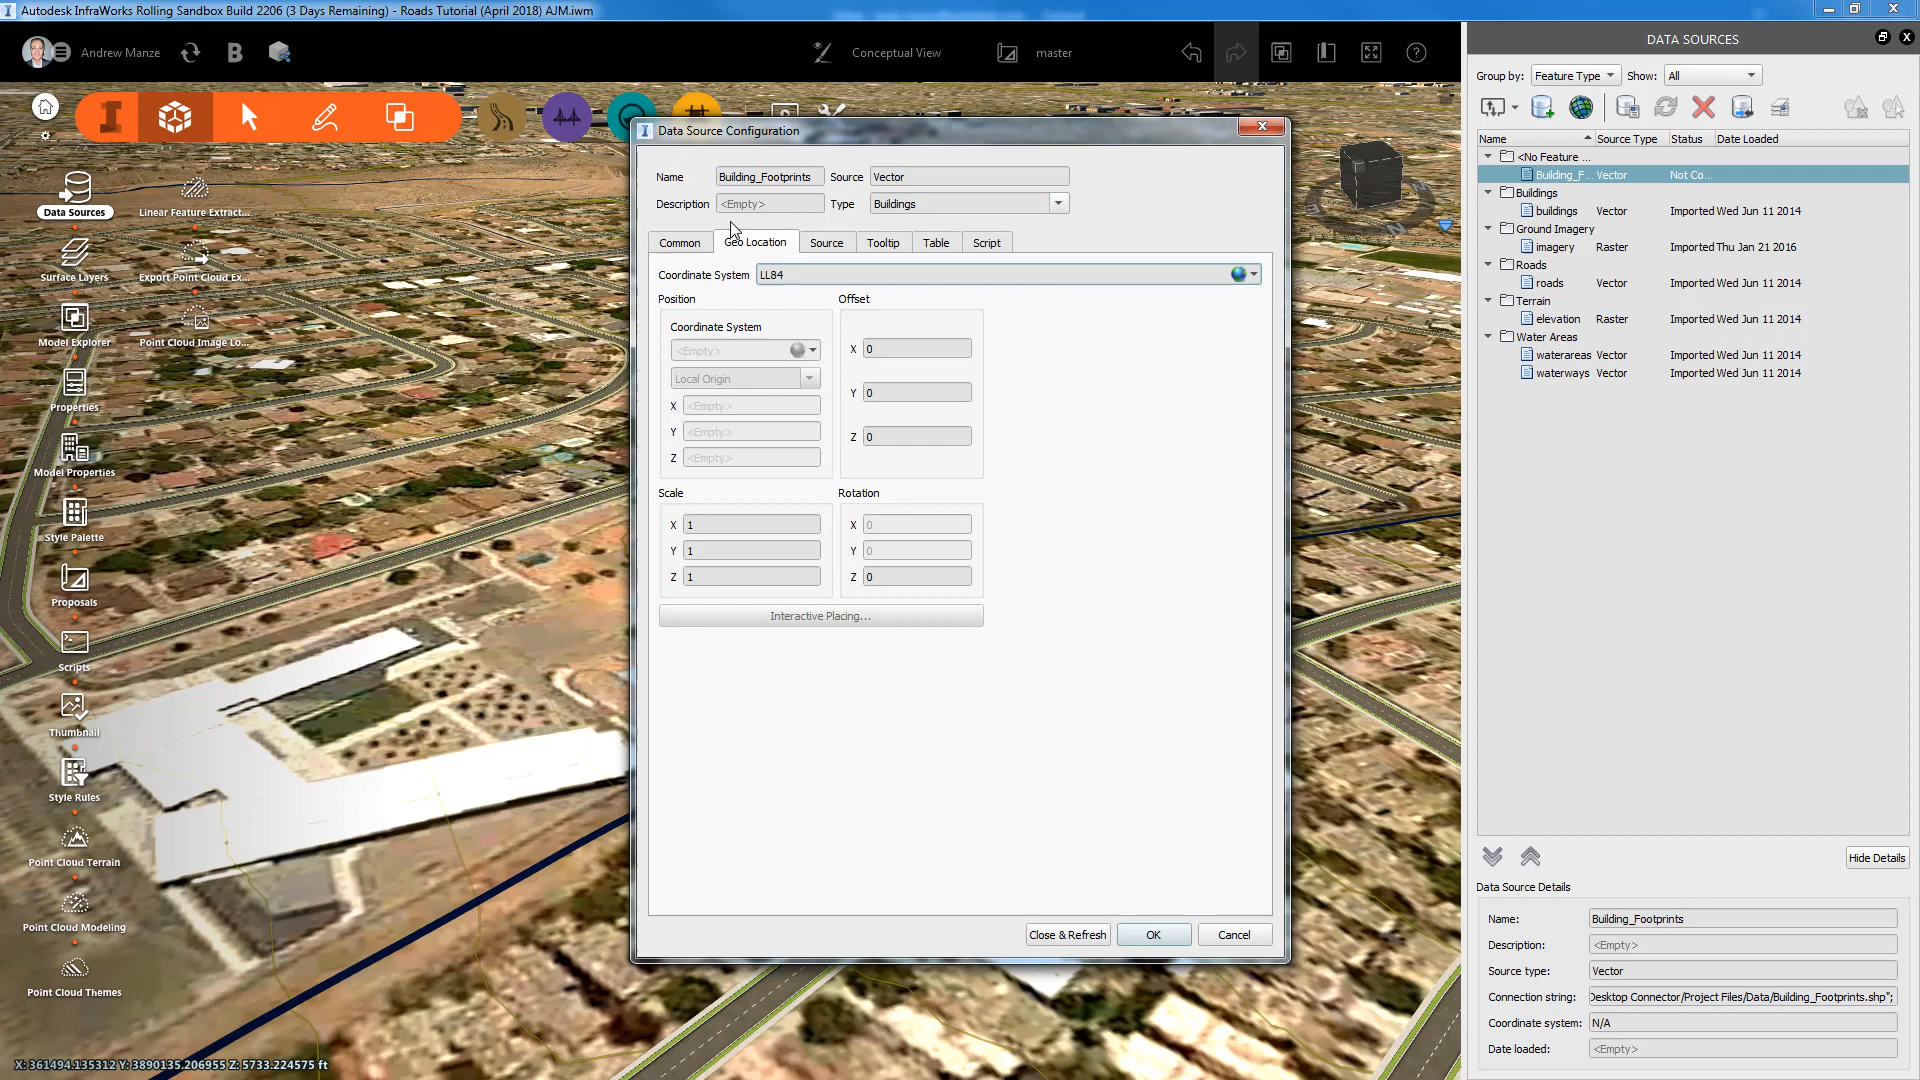 Autodesk InfraWorks Rolling Sandbox Build 2206 (3 Days Remaining) - Roads Tutorial (April 2018) AJM.iwm
Andrew Manze
B
Conceptual View
master
Data Sources
Linear Feature Extract...
Surface Layers
Export Point Cloud Ex...
Model Explorer
Point Cloud Image Lo...
Properties
Model Properties
Style Palette
Proposals
Scripts
Thumbnail
Style Rules
Point Cloud Terrain
Point Cloud Modeling
Point Cloud Themes
X: 361494.135312 Y: 3890135.206955 Z: 5733.224575 ft
Data Source Configuration
Name Building_Footprints Source Vector
Description <Empty> Type Buildings
Common Geo Location Source Tooltip Table Script
Coordinate System LL84
Position Offset
Coordinate System
<Empty>
Local Origin
X <Empty>
Y <Empty>
Z <Empty>
X 0
Y 0
Z 0
Scale Rotation
X 1 X 0
Y 1 Y 0
Z 1 Z 0
Interactive Placing...
Close & Refresh OK Cancel
DATA SOURCES
Group by: Feature Type Show: All
Name Source Type Status Date Loaded
<No Feature ...
Building_F... Vector Not Co...
Buildings
buildings Vector Imported Wed Jun 11 2014
Ground Imagery
imagery Raster Imported Thu Jan 21 2016
Roads
roads Vector Imported Wed Jun 11 2014
Terrain
elevation Raster Imported Wed Jun 11 2014
Water Areas
waterareas Vector Imported Wed Jun 11 2014
waterways Vector Imported Wed Jun 11 2014
Hide Details
Data Source Details
Name: Building_Footprints
Description: <Empty>
Source type: Vector
Connection string: Desktop Connector/Project Files/Data/Building_Footprints.shp";
Coordinate system: N/A
Date loaded: <Empty>